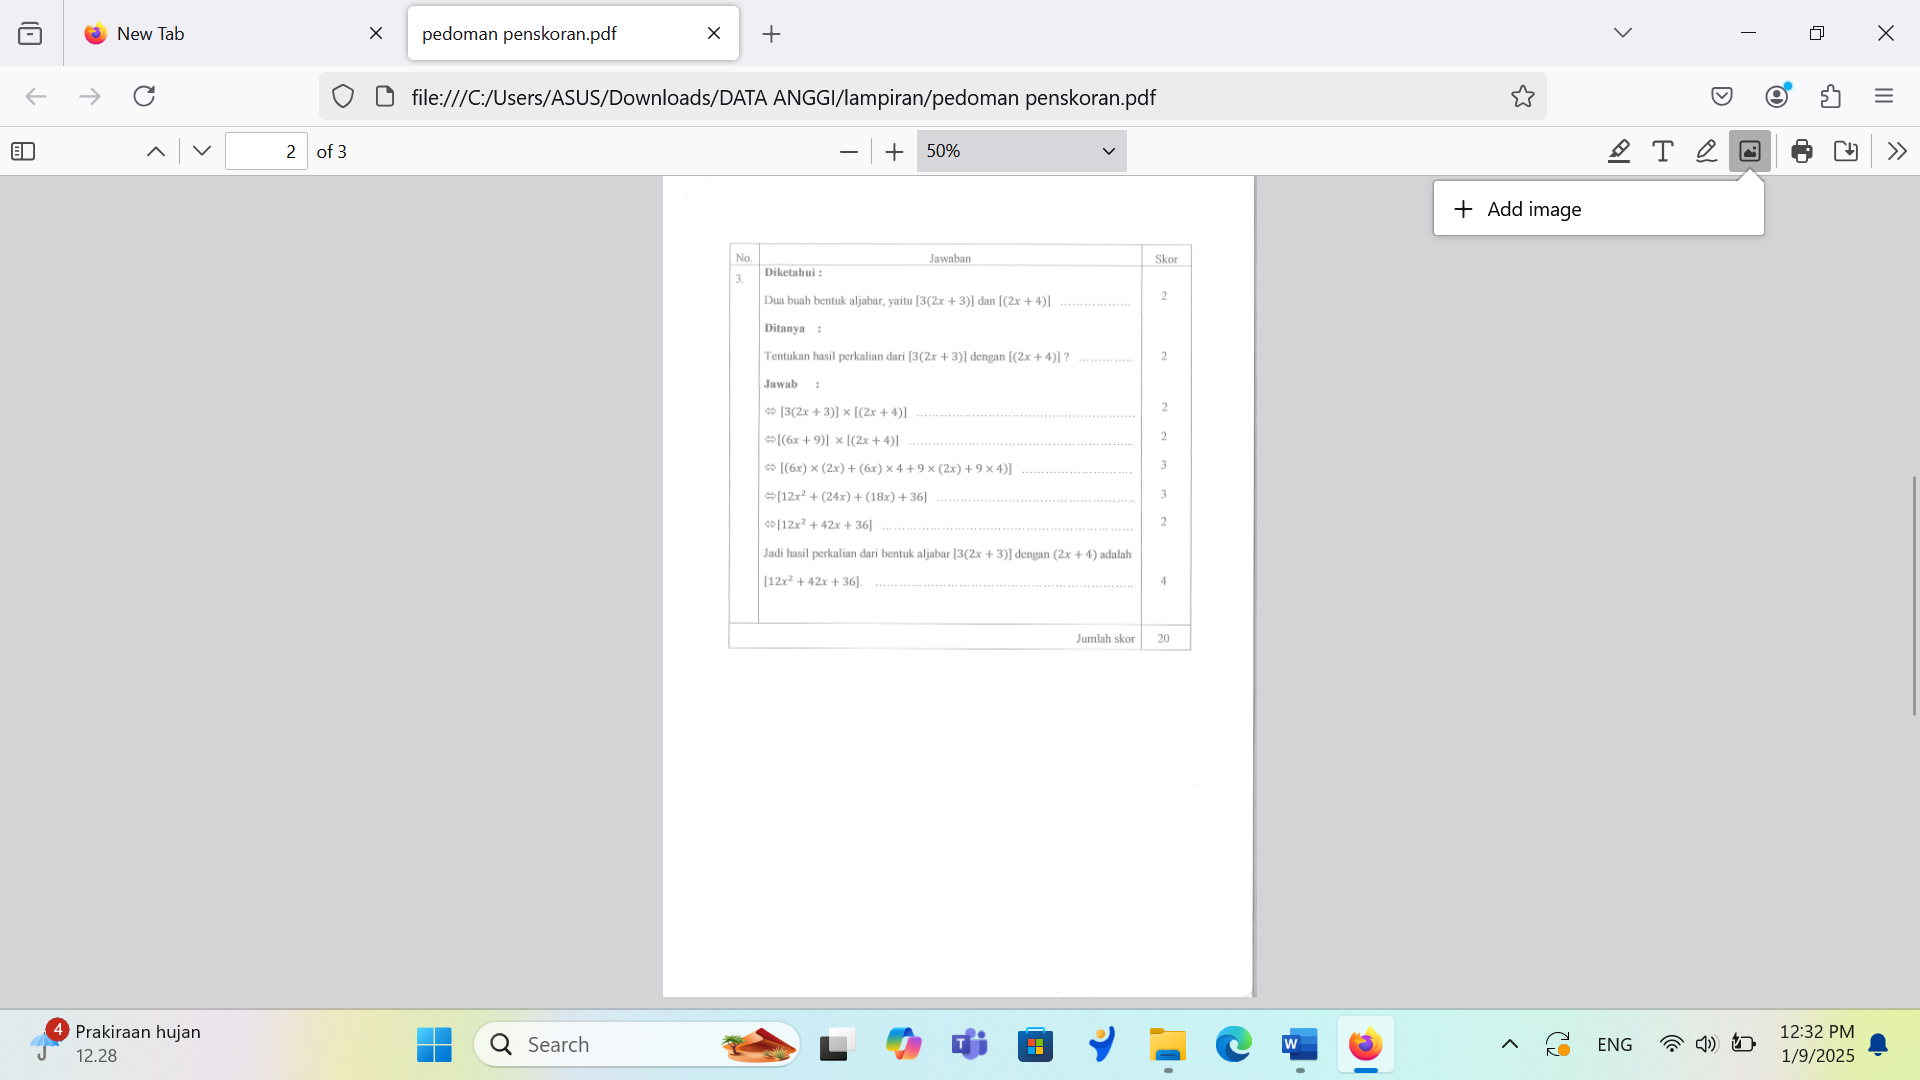 New Tab
pedoman penskoran.pdf
file:///C:/Users/ASUS/Downloads/DATA ANGGI/lampiran/pedoman penskoran.pdf
2 of 3
50%
Add image
No. Jawaban Skor
3. Diketahui :
Dua buah bentuk aljabar, yaitu [3(2x + 3)] dan [(2x + 4)] .................. 2
Ditanya :
Tentukan hasil perkalian dari [3(2x + 3)] dengan [(2x + 4)] ? .............. 2
Jawab :
⇔ [3(2x + 3)] × [(2x + 4)] ........................................................ 2
⇔[(6x + 9)] × [(2x + 4)] .......................................................... 2
⇔ [(6x) × (2x) + (6x) × 4 + 9 × (2x) + 9 × 4)] ............................ 3
⇔[12x² + (24x) + (18x) + 36] .................................................. 3
⇔[12x² + 42x + 36] ................................................................ 2
Jadi hasil perkalian dari bentuk aljabar [3(2x + 3)] dengan (2x + 4) adalah
[12x² + 42x + 36]. .................................................................. 4
Jumlah skor 20
4
Prakiraan hujan
12.28
Search
ENG
12:32 PM
1/9/2025